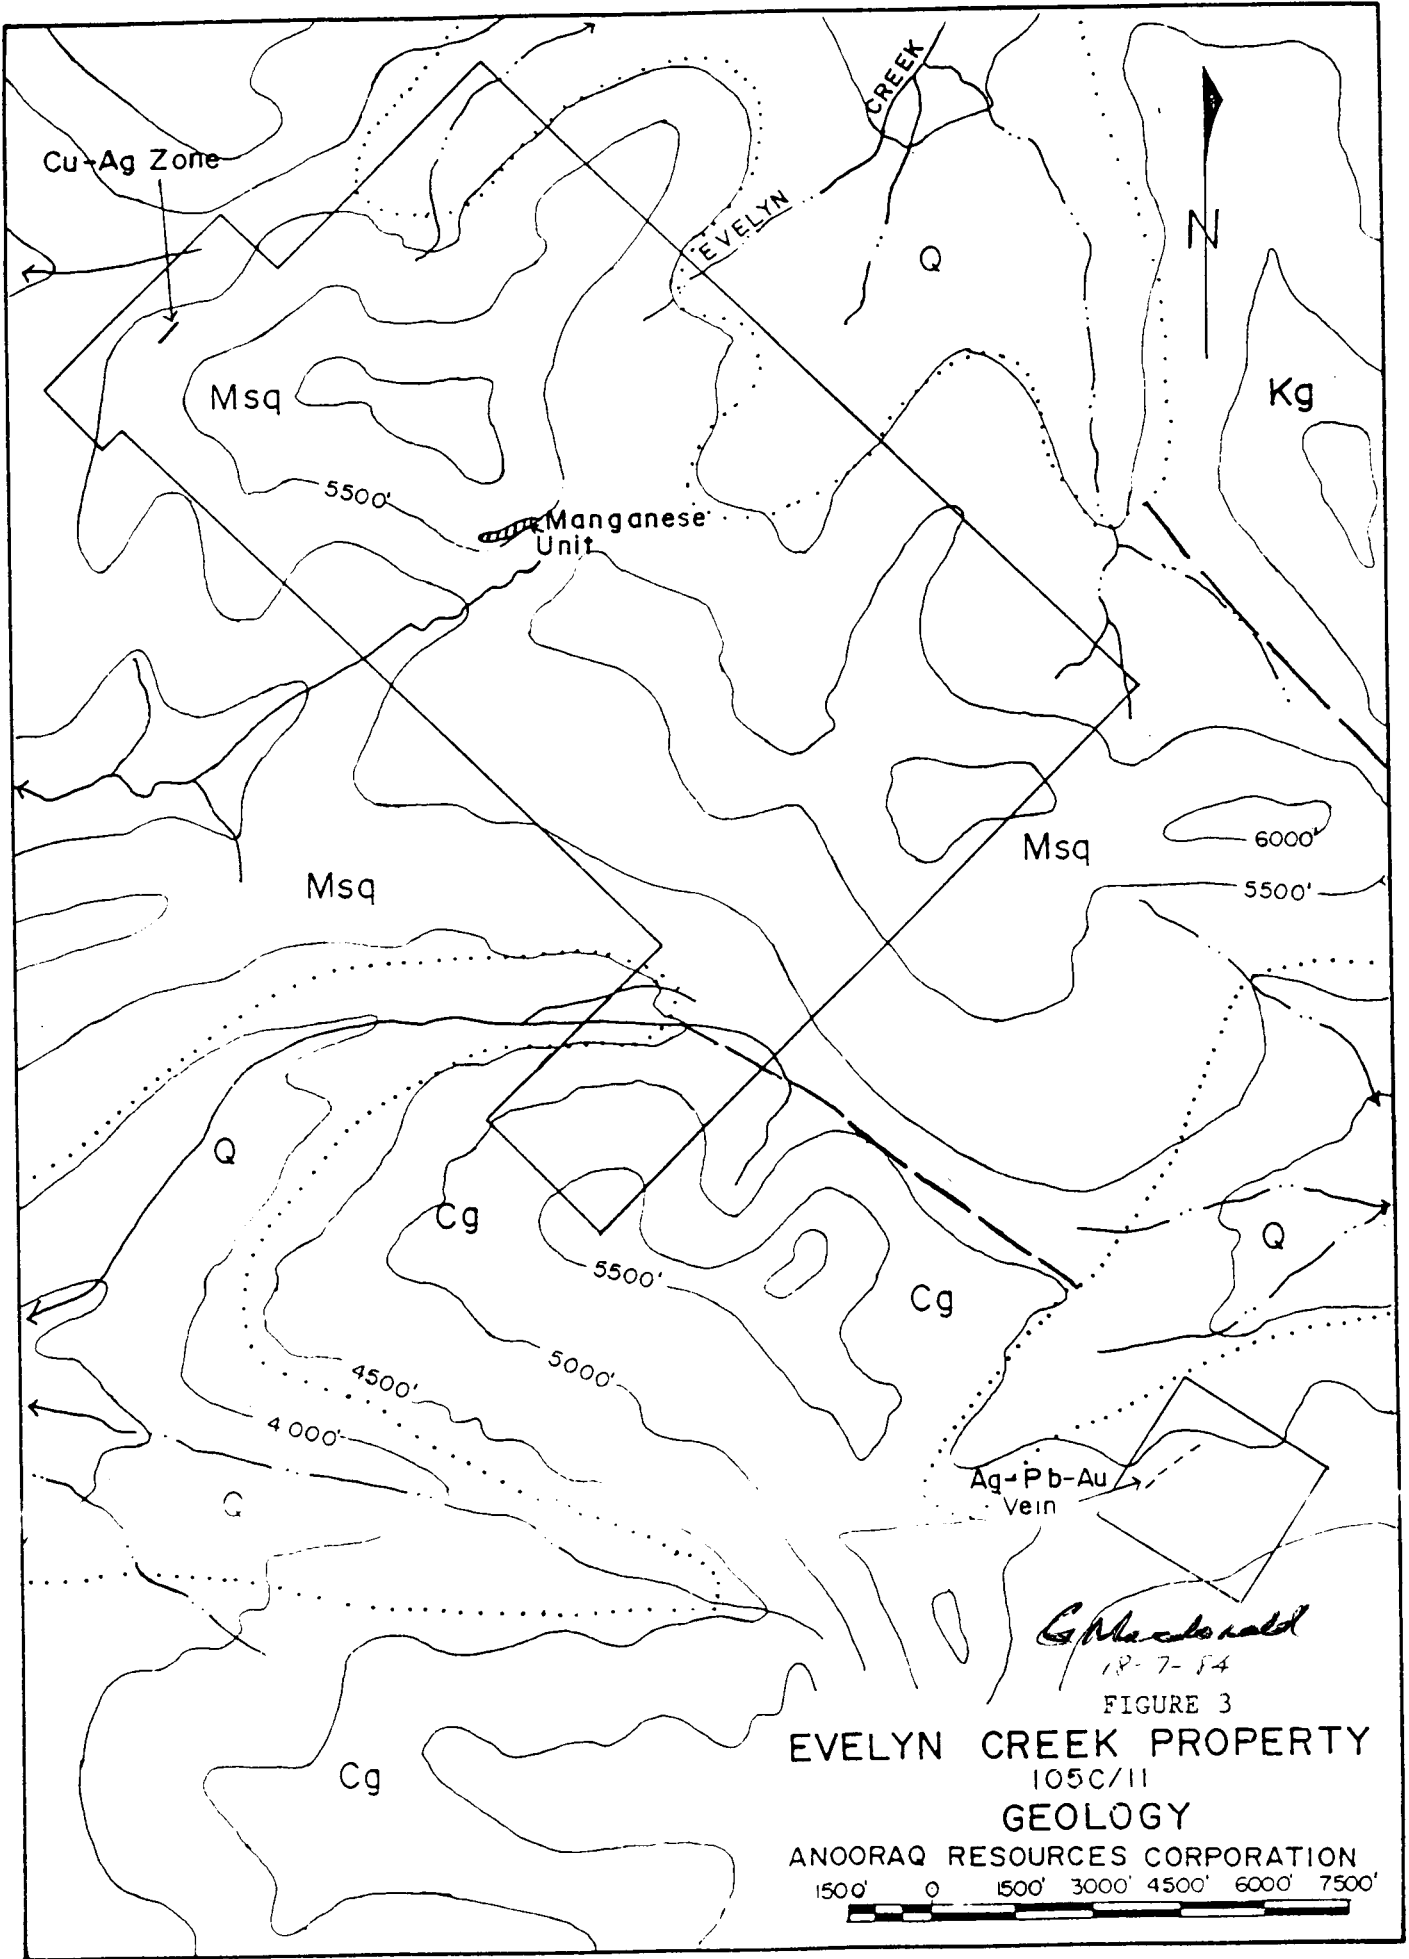 CREEK
Cu-Ag Zone
EVELYN
N
Q
Msq
Kg
5500'
Manganese
Unit
6000'
Msq
5500'
Msq
Q
Cg
Q
5500'
Cg
5000'
4500'
4000'
Ag-Pb-Au
Vein
Q
G Macdonald
18-7-84
FIGURE 3
EVELYN CREEK PROPERTY
105C/11
GEOLOGY
Cg
ANOORAQ RESOURCES CORPORATION
1500' 0 1500' 3000' 4500' 6000' 7500'